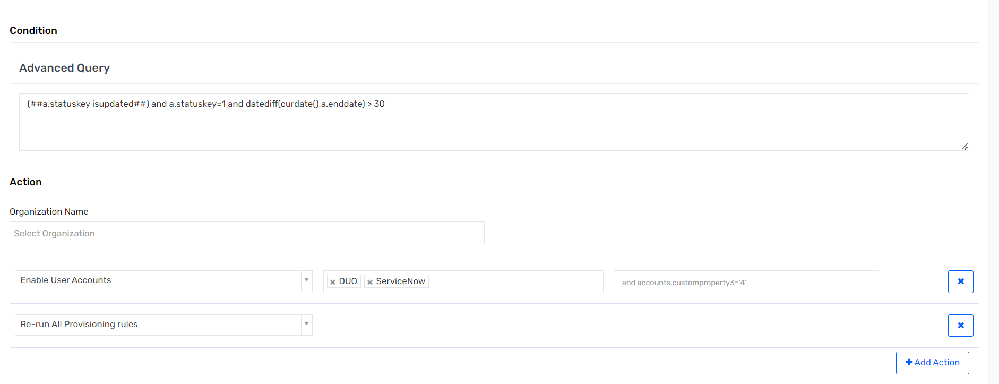 Condition
Advanced Query
(##a.statuskey isupdated##) and a.statuskey=1 and datediff(curdate(),a.enddate) > 30
Action
Organization Name
Select Organization
Enable User Accounts
DUO ServiceNow
and accounts.customproperty3='4'
Re-run All Provisioning rules
Add Action